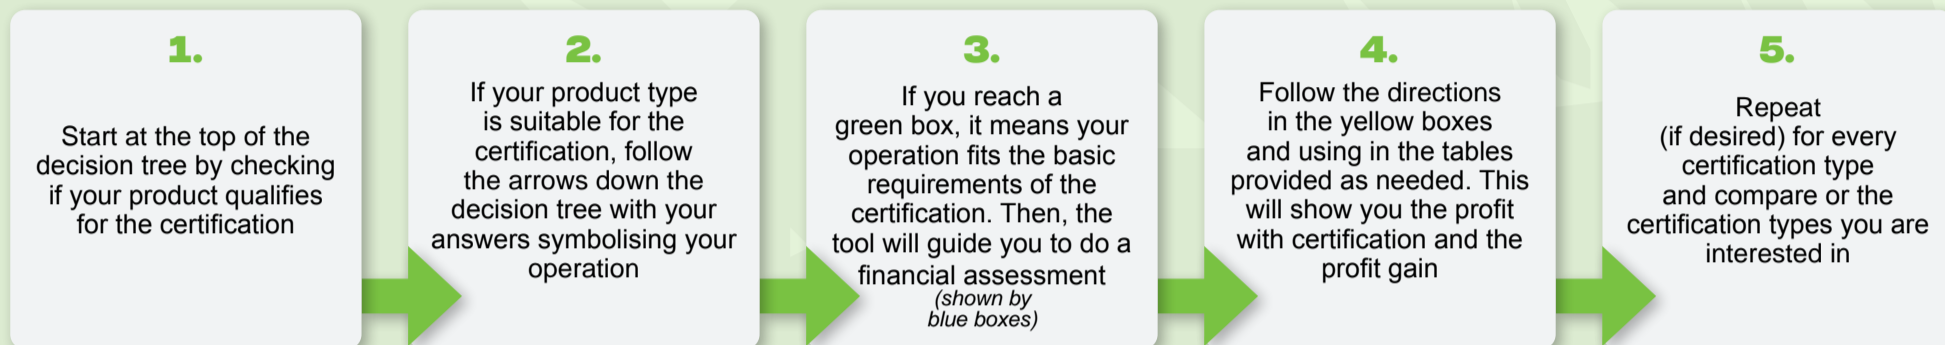 1.
Start at the top of the
decision tree by checking
if your product qualifies
for the certification
2.
If your product type
is suitable for the
certification, follow
the arrows down the
decision tree with your
answers symbolising your
operation
3.
If you reach a
green box, it means your
operation fits the basic
requirements of the
certification. Then, the
tool will guide you to do a
financial assessment
(shown by
blue boxes)
4.
Follow the directions
in the yellow boxes
and using in the tables
provided as needed. This
will show you the profit
with certification and the
profit gain
5.
Repeat
(if desired) for every
certification type
and compare or the
certification types you are
interested in